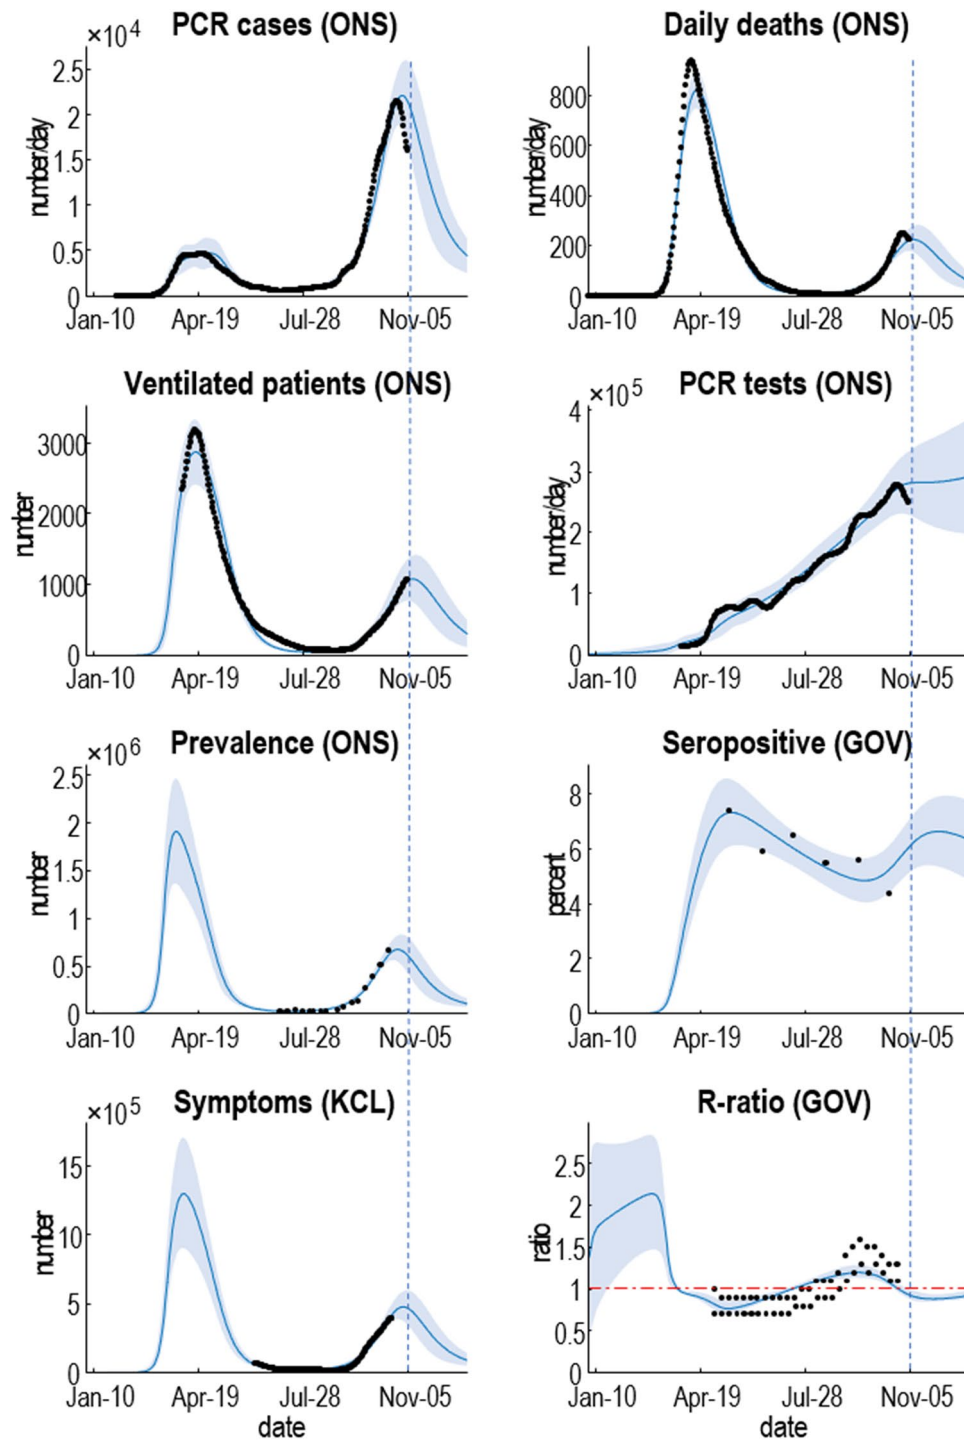 PCR cases (ONS)
×10⁴
2.5
2
1.5
1
0.5
0
number/day
Jan-10 Apr-19 Jul-28 Nov-05
Daily deaths (ONS)
800
600
400
200
0
number/day
Jan-10 Apr-19 Jul-28 Nov-05
Ventilated patients (ONS)
3000
2000
1000
0
number
Jan-10 Apr-19 Jul-28 Nov-05
PCR tests (ONS)
×10⁵
4
3
2
1
0
number/day
Jan-10 Apr-19 Jul-28 Nov-05
Prevalence (ONS)
×10⁶
2.5
2
1.5
1
0.5
0
number
Jan-10 Apr-19 Jul-28 Nov-05
Seropositive (GOV)
8
6
4
2
0
percent
Jan-10 Apr-19 Jul-28 Nov-05
Symptoms (KCL)
×10⁵
15
10
5
0
number
Jan-10 Apr-19 Jul-28 Nov-05
date
R-ratio (GOV)
2.5
2
1.5
1
0.5
0
ratio
Jan-10 Apr-19 Jul-28 Nov-05
date